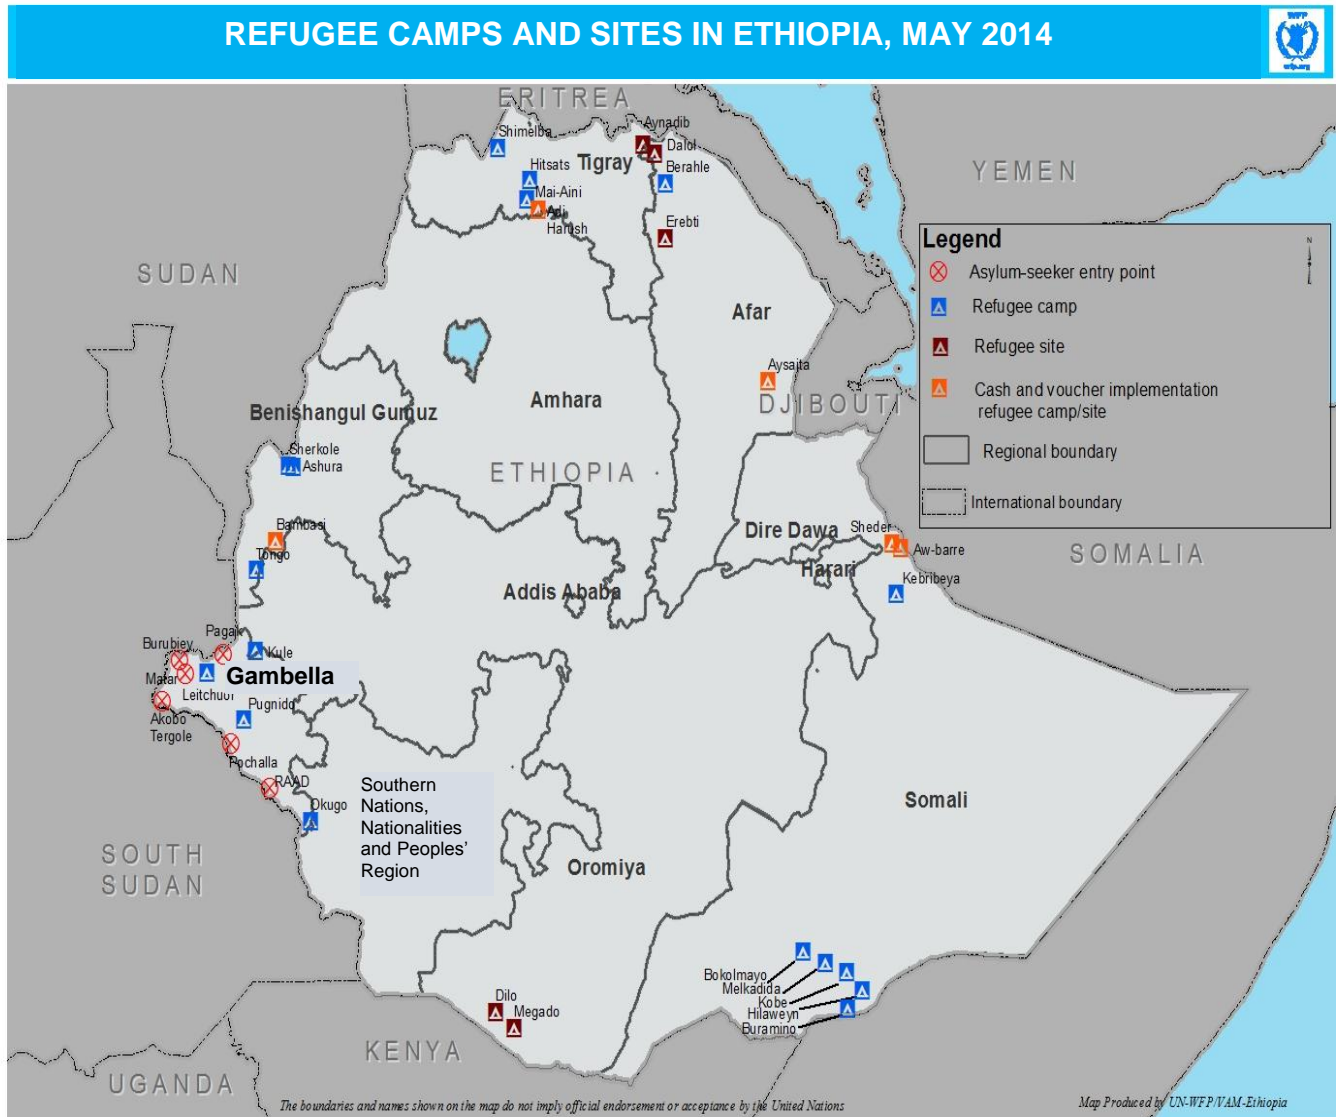 REFUGEE CAMPS AND SITES IN ETHIOPIA, MAY 2014
WFP
wfp.org
ERITREA
YEMEN
SUDAN
Shimelba
Aynadib
Dalol
Tigray
Hitsats
Berahle
Mai-Aini
Adi
Harush
Erebti
Legend
N
Asylum-seeker entry point
Refugee camp
Refugee site
Cash and voucher implementation
refugee camp/site
Regional boundary
International boundary
Afar
Aysaita
DJIBOUTI
Amhara
Benishangul Gumuz
Sherkole
Ashura
ETHIOPIA
Bambasi
Tongo
Dire Dawa
Sheder
Aw-barre
SOMALIA
Harari
Kebribeya
Addis Ababa
Pagak
Burubiey
Kule
Gambella
Matar
Leitchuor
Pugnido
Akobo
Tergole
Pochalla
RAAD
Okugo
Southern
Nations,
Nationalities
and Peoples'
Region
Somali
SOUTH
SUDAN
Oromiya
Bokolmayo
Melkadida
Kobe
Hilaweyn
Buramino
Dilo
Megado
KENYA
UGANDA
The boundaries and names shown on the map do not imply official endorsement or acceptance by the United Nations
Map Produced by UN-WFP/VAM-Ethiopia